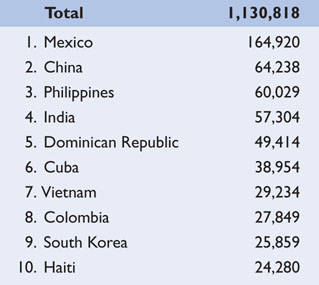 Total 1,130,818
1. Mexico 164,920
2. China 64,238
3. Philippines 60,029
4. India 57,304
5. Dominican Republic 49,414
6. Cuba 38,954
7. Vietnam 29,234
8. Colombia 27,849
9. South Korea 25,859
10. Haiti 24,280